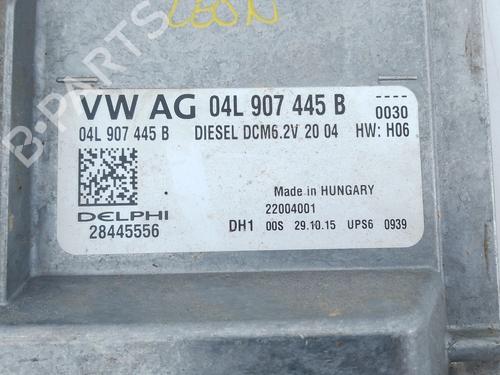 LEON
B-PARTS
VW AG 04L 907 445 B 0030
04L 907 445 B DIESEL DCM6.2V 20 04 HW: H06
Made in HUNGARY
DELPHI 22004001
28445556 DH1 00S 29.10.15 UPS6 0939